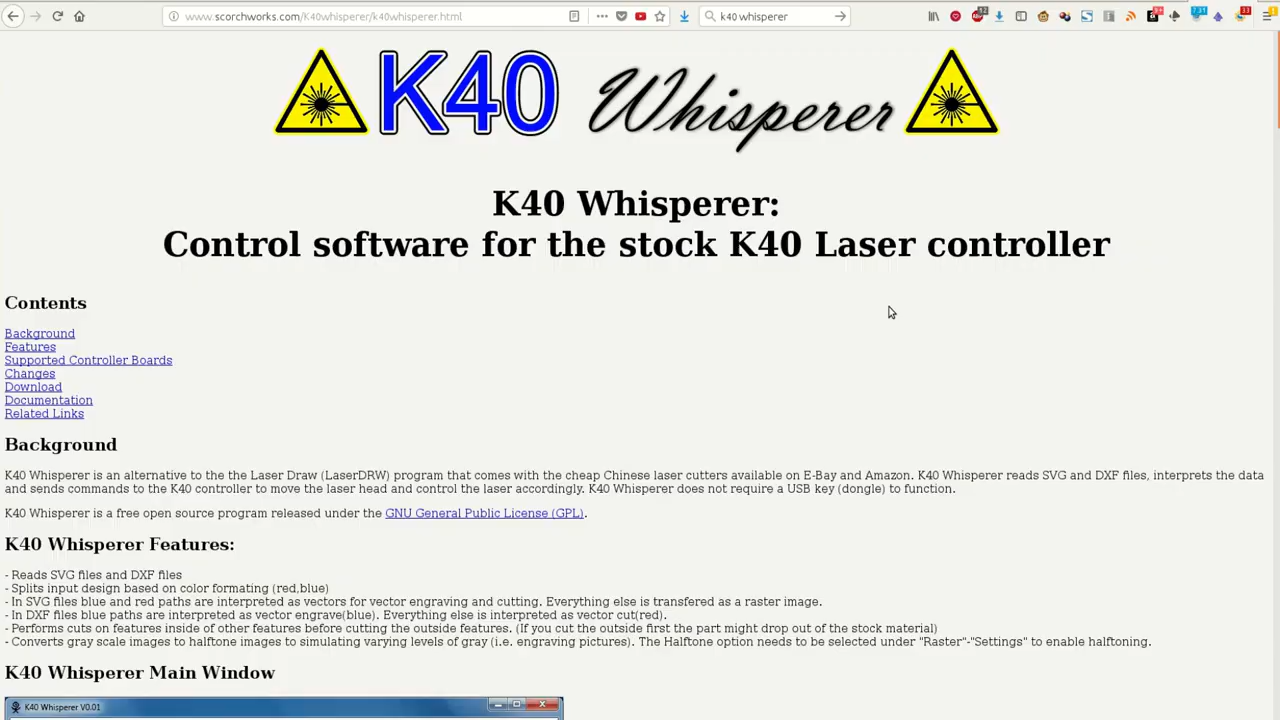 www.scorchworks.com/K40whisperer/k40whisperer.html
k40 whisperer
K40 Whisperer
K40 Whisperer:
Control software for the stock K40 Laser controller
Contents
Background
Features
Supported Controller Boards
Changes
Download
Documentation
Related Links
Background
K40 Whisperer is an alternative to the the Laser Draw (LaserDRW) program that comes with the cheap Chinese laser cutters available on E-Bay and Amazon. K40 Whisperer reads SVG and DXF files, interprets the data
and sends commands to the K40 controller to move the laser head and control the laser accordingly. K40 Whisperer does not require a USB key (dongle) to function.
K40 Whisperer is a free open source program released under the GNU General Public License (GPL).
K40 Whisperer Features:
- Reads SVG files and DXF files
- Splits input design based on color formating (red,blue)
- In SVG files blue and red paths are interpreted as vectors for vector engraving and cutting. Everything else is transfered as a raster image.
- In DXF files blue paths are interpreted as vector engrave(blue). Everything else is interpreted as vector cut(red).
- Performs cuts on features inside of other features before cutting the outside features. (If you cut the outside first the part might drop out of the stock material)
- Converts gray scale images to halftone images to simulating varying levels of gray (i.e. engraving pictures). The Halftone option needs to be selected under "Raster"-"Settings" to enable halftoning.
K40 Whisperer Main Window
K40 Whisperer V0.01